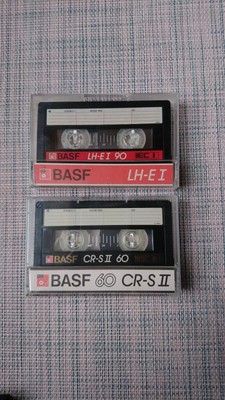 BASF LH-E I 90 IEC I
BASF LH-E I
BASF CR-S II 60
BASF 60 CR-S II